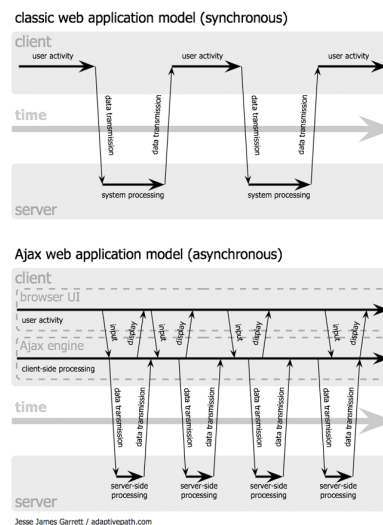 classic web application model (synchronous)
client
user activity
user activity
user activity
data transmission
data transmission
data transmission
data transmission
time
system processing
system processing
server
Ajax web application model (asynchronous)
client
browser UI
user activity
input
display
input
display
input
display
input
display
Ajax engine
client-side processing
data transmission
data transmission
data transmission
data transmission
data transmission
data transmission
data transmission
data transmission
time
server-side
processing
server-side
processing
server-side
processing
server-side
processing
server
Jesse James Garrett / adaptivepath.com